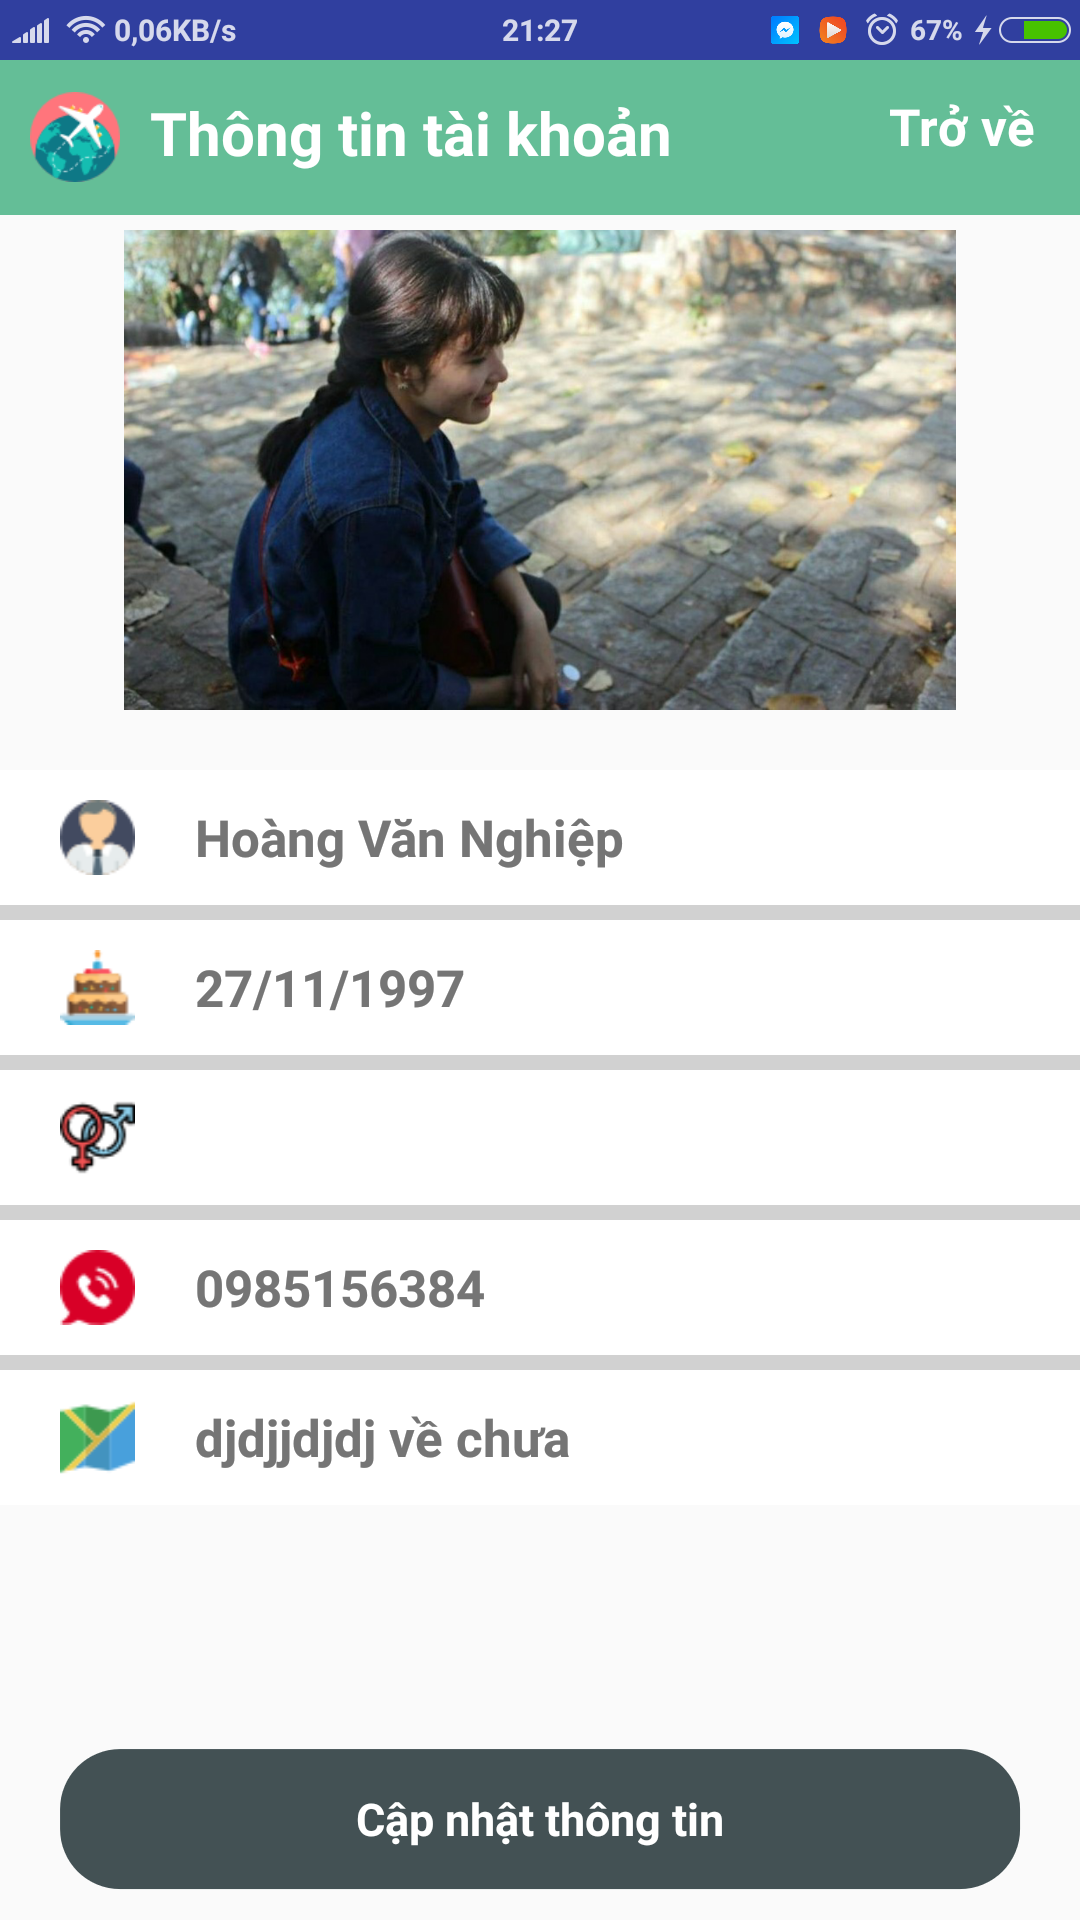 0,06KB/s 21:27 67%
Thông tin tài khoản Trở về
Hoàng Văn Nghiệp
27/11/1997
0985156384
djdjjdjdj về chưa
Cập nhật thông tin